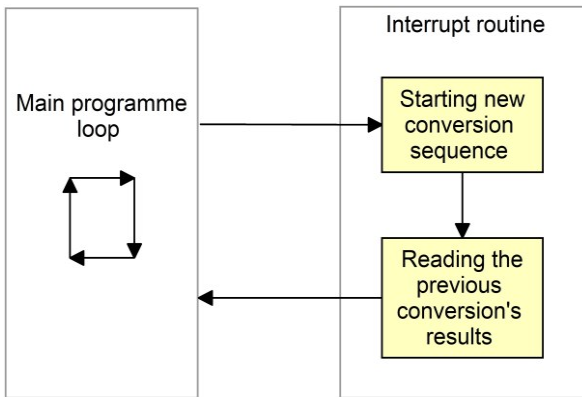 Interrupt routine
Main programme
loop
Starting new
conversion
sequence
Reading the
previous
conversion's
results